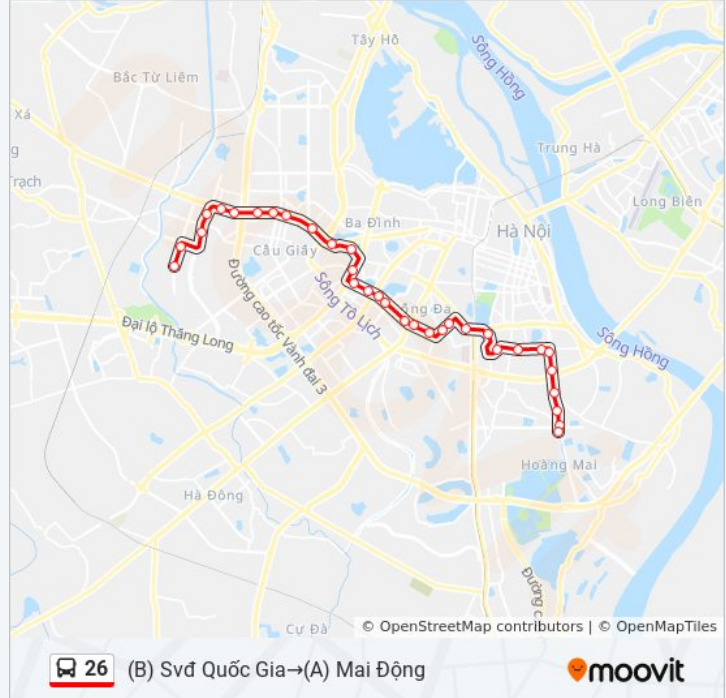 Tây Hồ
Sông Hồng
Bắc Từ Liêm
Xá
Trung Hà
g
Trạch
Long Biên
Ba Đình
Hà Nội
Cầu Giấy
Đường cao tốc Vành đai 3
Sông Tô Lịch
ống Đa
Đại lộ Thăng Long
Sông Hồng
Hoàng Mai
Hà Đông
Đường c
Cự Đà
© OpenStreetMap contributors | © OpenMapTiles
26 (B) Svđ Quốc Gia→(A) Mai Động
moovit